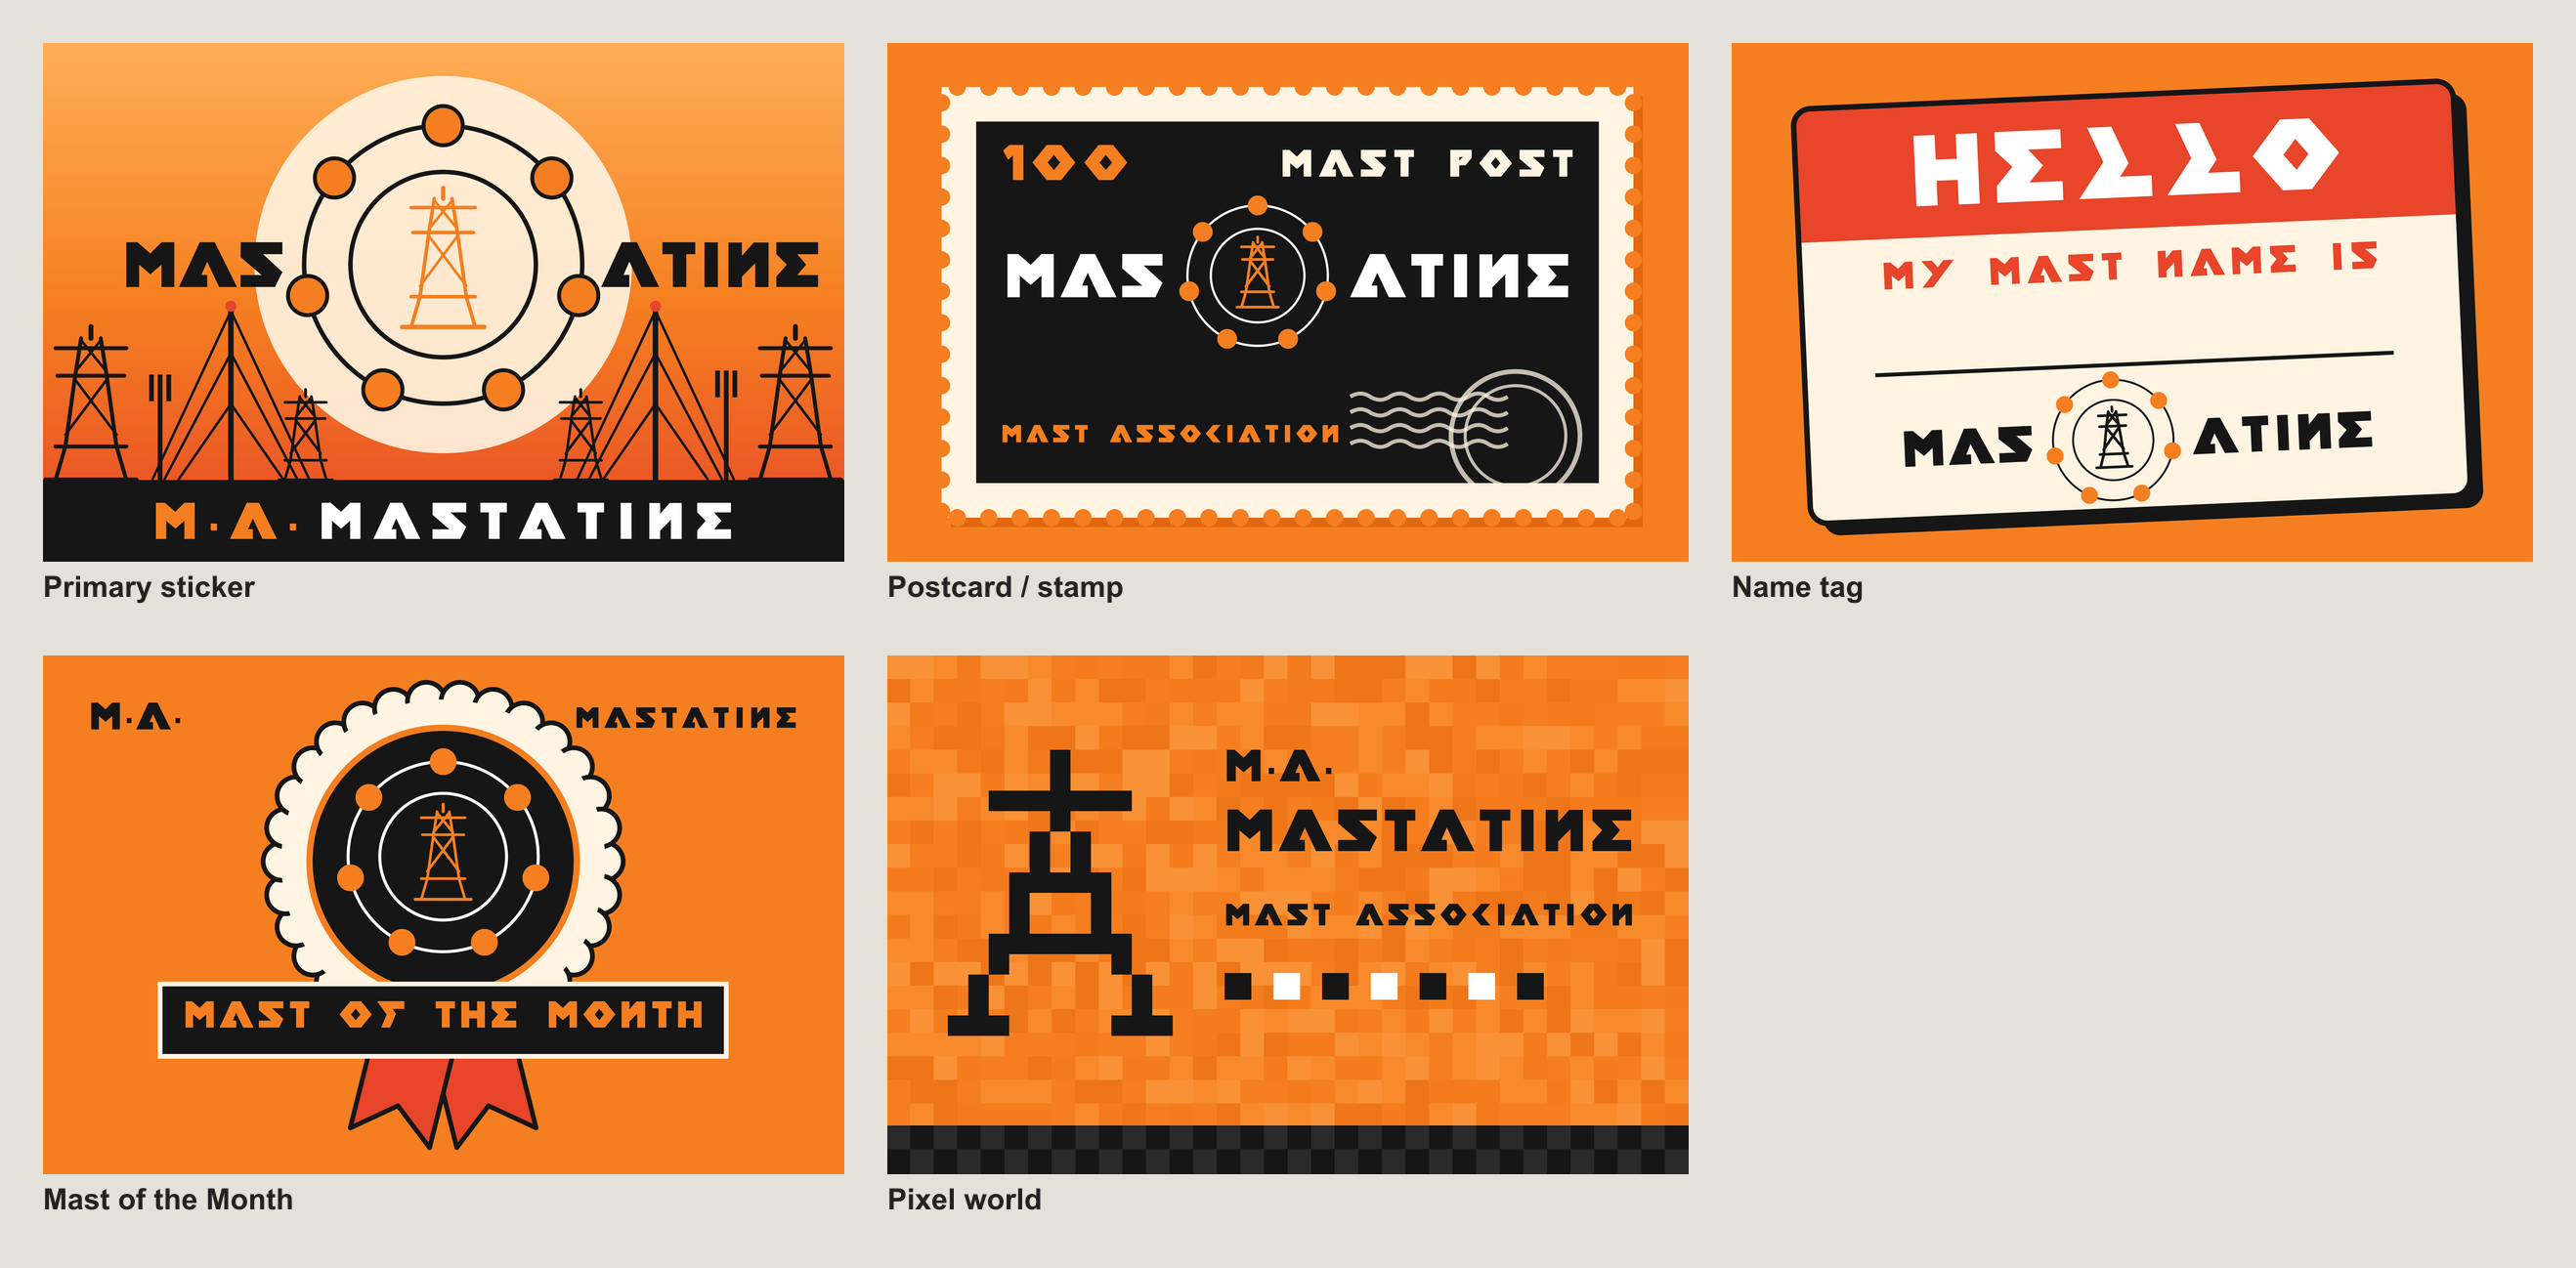 MAS ATINE
M.A. MASTATINE
Primary sticker
100
MAST POST
MAS ATINE
MAST ASSOCIATION
Postcard / stamp
HELLO
MY MAST NAME IS
MAS ATINE
Name tag
M.A.
MASTATINE
MAST OF THE MONTH
Mast of the Month
M.A.
MASTATINE
MAST ASSOCIATION
Pixel world